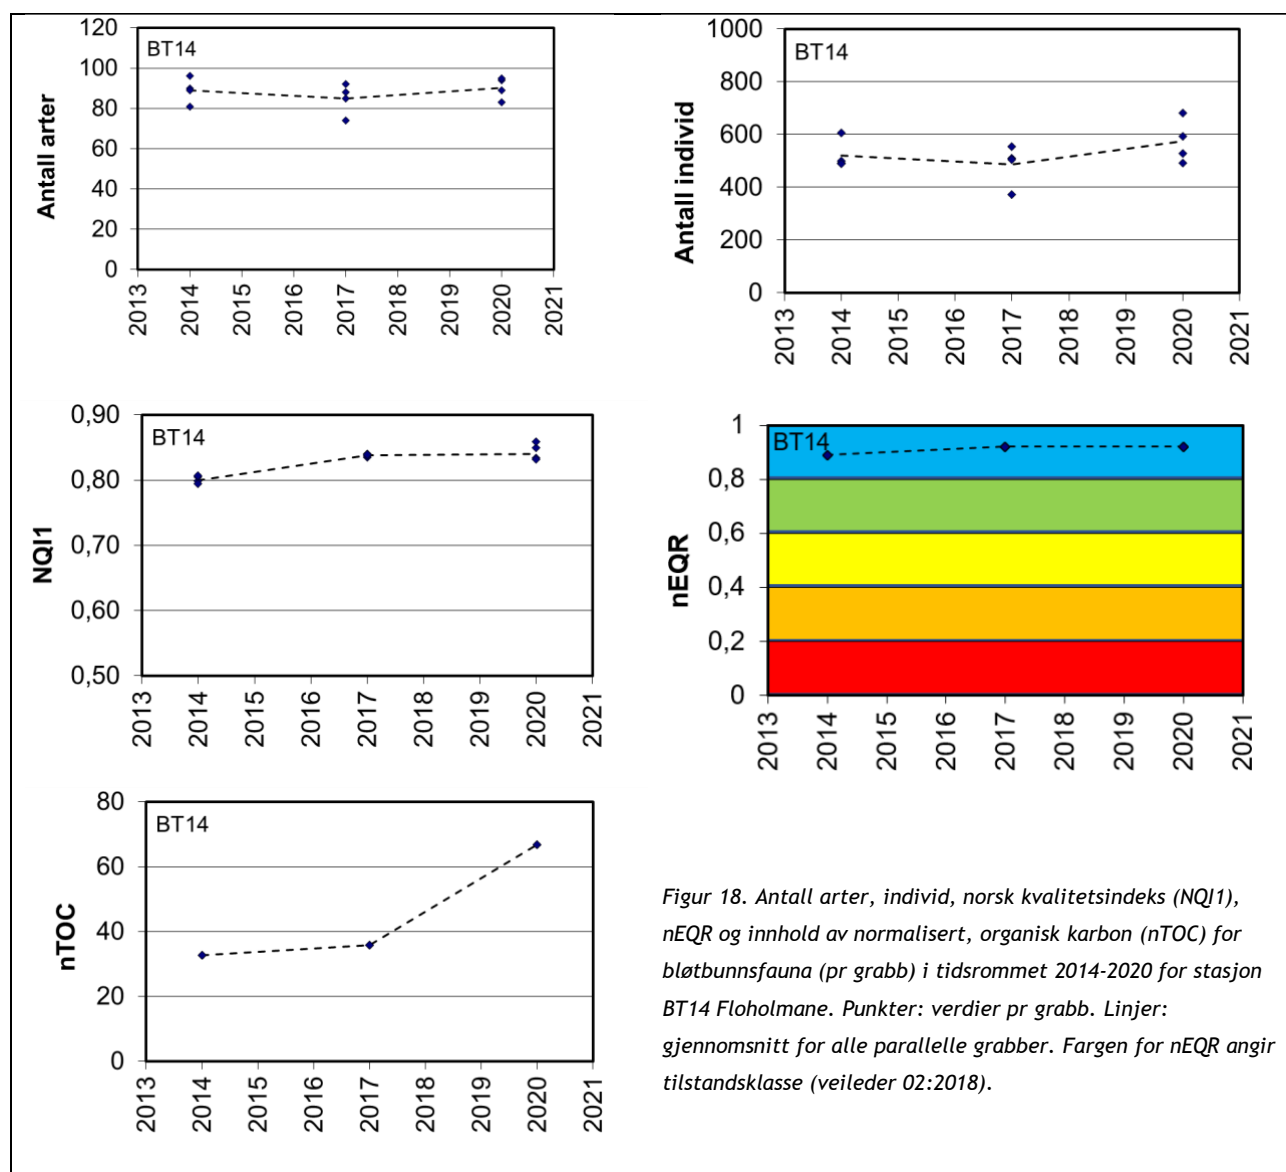 BT14
Antall arter
120
100
80
60
40
20
0
2013 2014 2015 2016 2017 2018 2019 2020 2021
BT14
Antall individ
1000
800
600
400
200
0
2013 2014 2015 2016 2017 2018 2019 2020 2021
BT14
NQI1
0,90
0,80
0,70
0,60
0,50
2013 2014 2015 2016 2017 2018 2019 2020 2021
BT14
nEQR
1
0,8
0,6
0,4
0,2
0
2013 2014 2015 2016 2017 2018 2019 2020 2021
BT14
nTOC
80
60
40
20
0
2013 2014 2015 2016 2017 2018 2019 2020 2021
Figur 18. Antall arter, individ, norsk kvalitetsindeks (NQI1),
nEQR og innhold av normalisert, organisk karbon (nTOC) for
bløtbunnsfauna (pr grabb) i tidsrommet 2014-2020 for stasjon
BT14 Floholmane. Punkter: verdier pr grabb. Linjer:
gjennomsnitt for alle parallelle grabber. Fargen for nEQR angir
tilstandsklasse (veileder 02:2018).